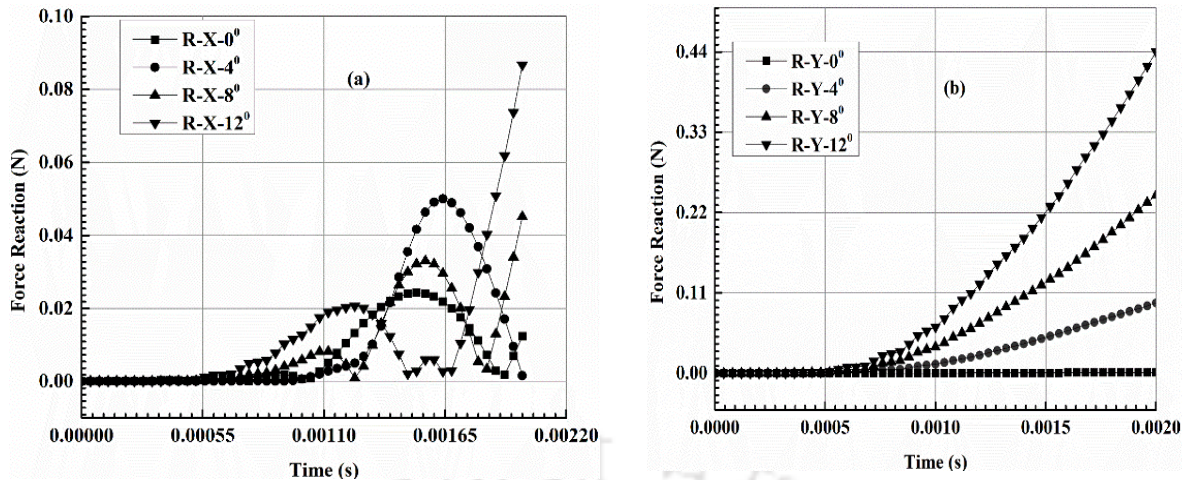 0.10
0.08
0.06
0.04
0.02
0.00
Force Reaction (N)
R-X-0⁰
R-X-4⁰
R-X-8⁰
R-X-12⁰
(a)
0.00000 0.00055 0.00110 0.00165 0.00220
Time (s)
0.44
0.33
0.22
0.11
0.00
Force Reaction (N)
R-Y-0⁰
R-Y-4⁰
R-Y-8⁰
R-Y-12⁰
(b)
0.0000 0.0005 0.0010 0.0015 0.0020
Time (s)